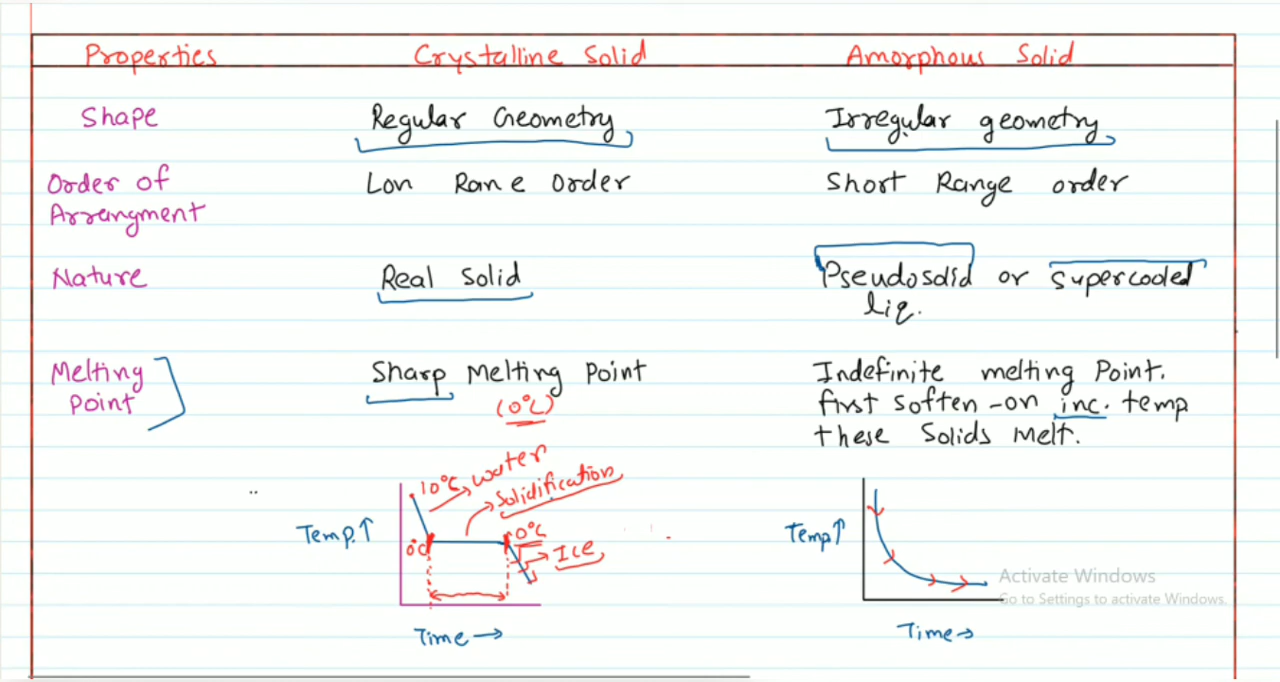 Properties Crystalline Solid Amorphous Solid
Shape Regular Geometry Irregular geometry
Order of Lon Ran e Order Short Range order
Arrangment
Nature Real Solid Pseudosolid or supercooled
liq.
Melting Sharp Melting Point Indefinite melting Point.
Point (0°C) first soften -on inc. temp
these Solids Melt.
10°C water
Solidification
Temp.↑ 0°C 0°C Temp↑
Ice
Activate Windows
Go to Settings to activate Windows.
Time→ Time→